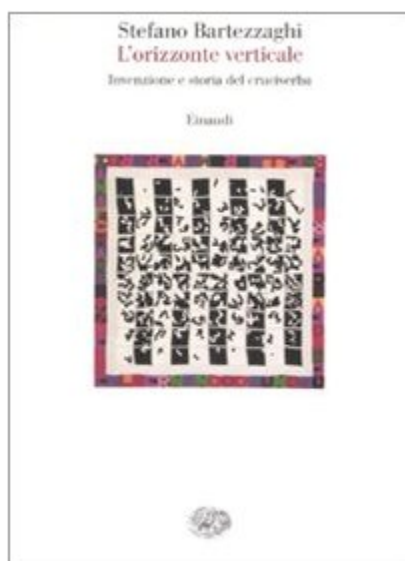 Stefano Bartezzaghi
L'orizzonte verticale
Invenzione e storia del cruciverba
Einaudi